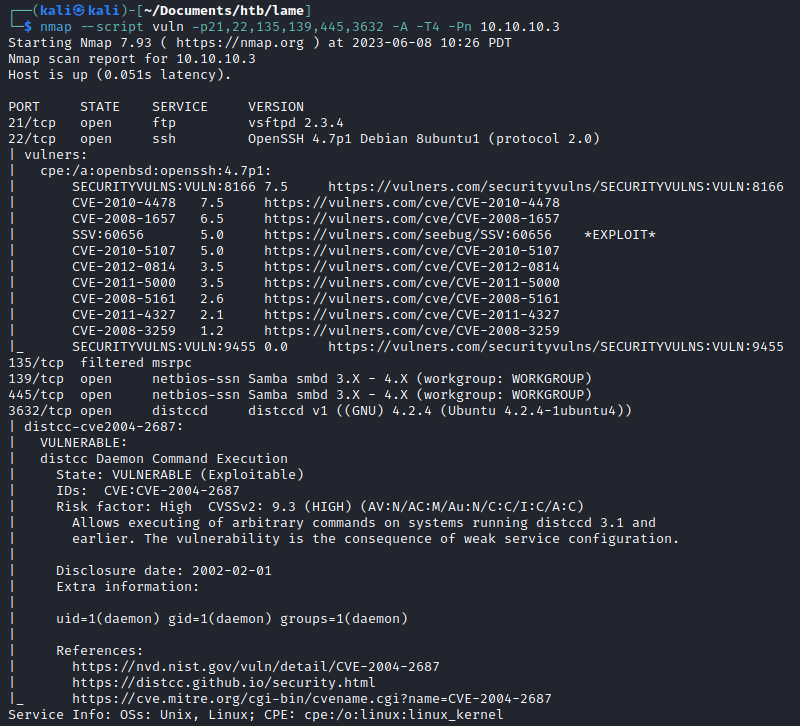 ┌──(kali㉿kali)-[~/Documents/htb/lame]
└─$ nmap --script vuln -p21,22,135,139,445,3632 -A -T4 -Pn 10.10.10.3
Starting Nmap 7.93 ( https://nmap.org ) at 2023-06-08 10:26 PDT
Nmap scan report for 10.10.10.3
Host is up (0.051s latency).

PORT     STATE    SERVICE     VERSION
21/tcp   open     ftp         vsftpd 2.3.4
22/tcp   open     ssh         OpenSSH 4.7p1 Debian 8ubuntu1 (protocol 2.0)
| vulners:
|   cpe:/a:openbsd:openssh:4.7p1:
|       SECURITYVULNS:VULN:8166 7.5     https://vulners.com/securityvulns/SECURITYVULNS:VULN:8166
|       CVE-2010-4478   7.5     https://vulners.com/cve/CVE-2010-4478
|       CVE-2008-1657   6.5     https://vulners.com/cve/CVE-2008-1657
|       SSV:60656       5.0     https://vulners.com/seebug/SSV:60656    *EXPLOIT*
|       CVE-2010-5107   5.0     https://vulners.com/cve/CVE-2010-5107
|       CVE-2012-0814   3.5     https://vulners.com/cve/CVE-2012-0814
|       CVE-2011-5000   3.5     https://vulners.com/cve/CVE-2011-5000
|       CVE-2008-5161   2.6     https://vulners.com/cve/CVE-2008-5161
|       CVE-2011-4327   2.1     https://vulners.com/cve/CVE-2011-4327
|       CVE-2008-3259   1.2     https://vulners.com/cve/CVE-2008-3259
|_      SECURITYVULNS:VULN:9455 0.0     https://vulners.com/securityvulns/SECURITYVULNS:VULN:9455
135/tcp  filtered msrpc
139/tcp  open     netbios-ssn Samba smbd 3.X - 4.X (workgroup: WORKGROUP)
445/tcp  open     netbios-ssn Samba smbd 3.X - 4.X (workgroup: WORKGROUP)
3632/tcp open     distccd     distccd v1 ((GNU) 4.2.4 (Ubuntu 4.2.4-1ubuntu4))
| distcc-cve2004-2687:
|   VULNERABLE:
|   distcc Daemon Command Execution
|     State: VULNERABLE (Exploitable)
|     IDs:  CVE:CVE-2004-2687
|     Risk factor: High  CVSSv2: 9.3 (HIGH) (AV:N/AC:M/Au:N/C:C/I:C/A:C)
|       Allows executing of arbitrary commands on systems running distccd 3.1 and
|       earlier. The vulnerability is the consequence of weak service configuration.
|
|     Disclosure date: 2002-02-01
|     Extra information:
|
|     uid=1(daemon) gid=1(daemon) groups=1(daemon)
|
|     References:
|       https://nvd.nist.gov/vuln/detail/CVE-2004-2687
|       https://distcc.github.io/security.html
|_      https://cve.mitre.org/cgi-bin/cvename.cgi?name=CVE-2004-2687
Service Info: OSs: Unix, Linux; CPE: cpe:/o:linux:linux_kernel